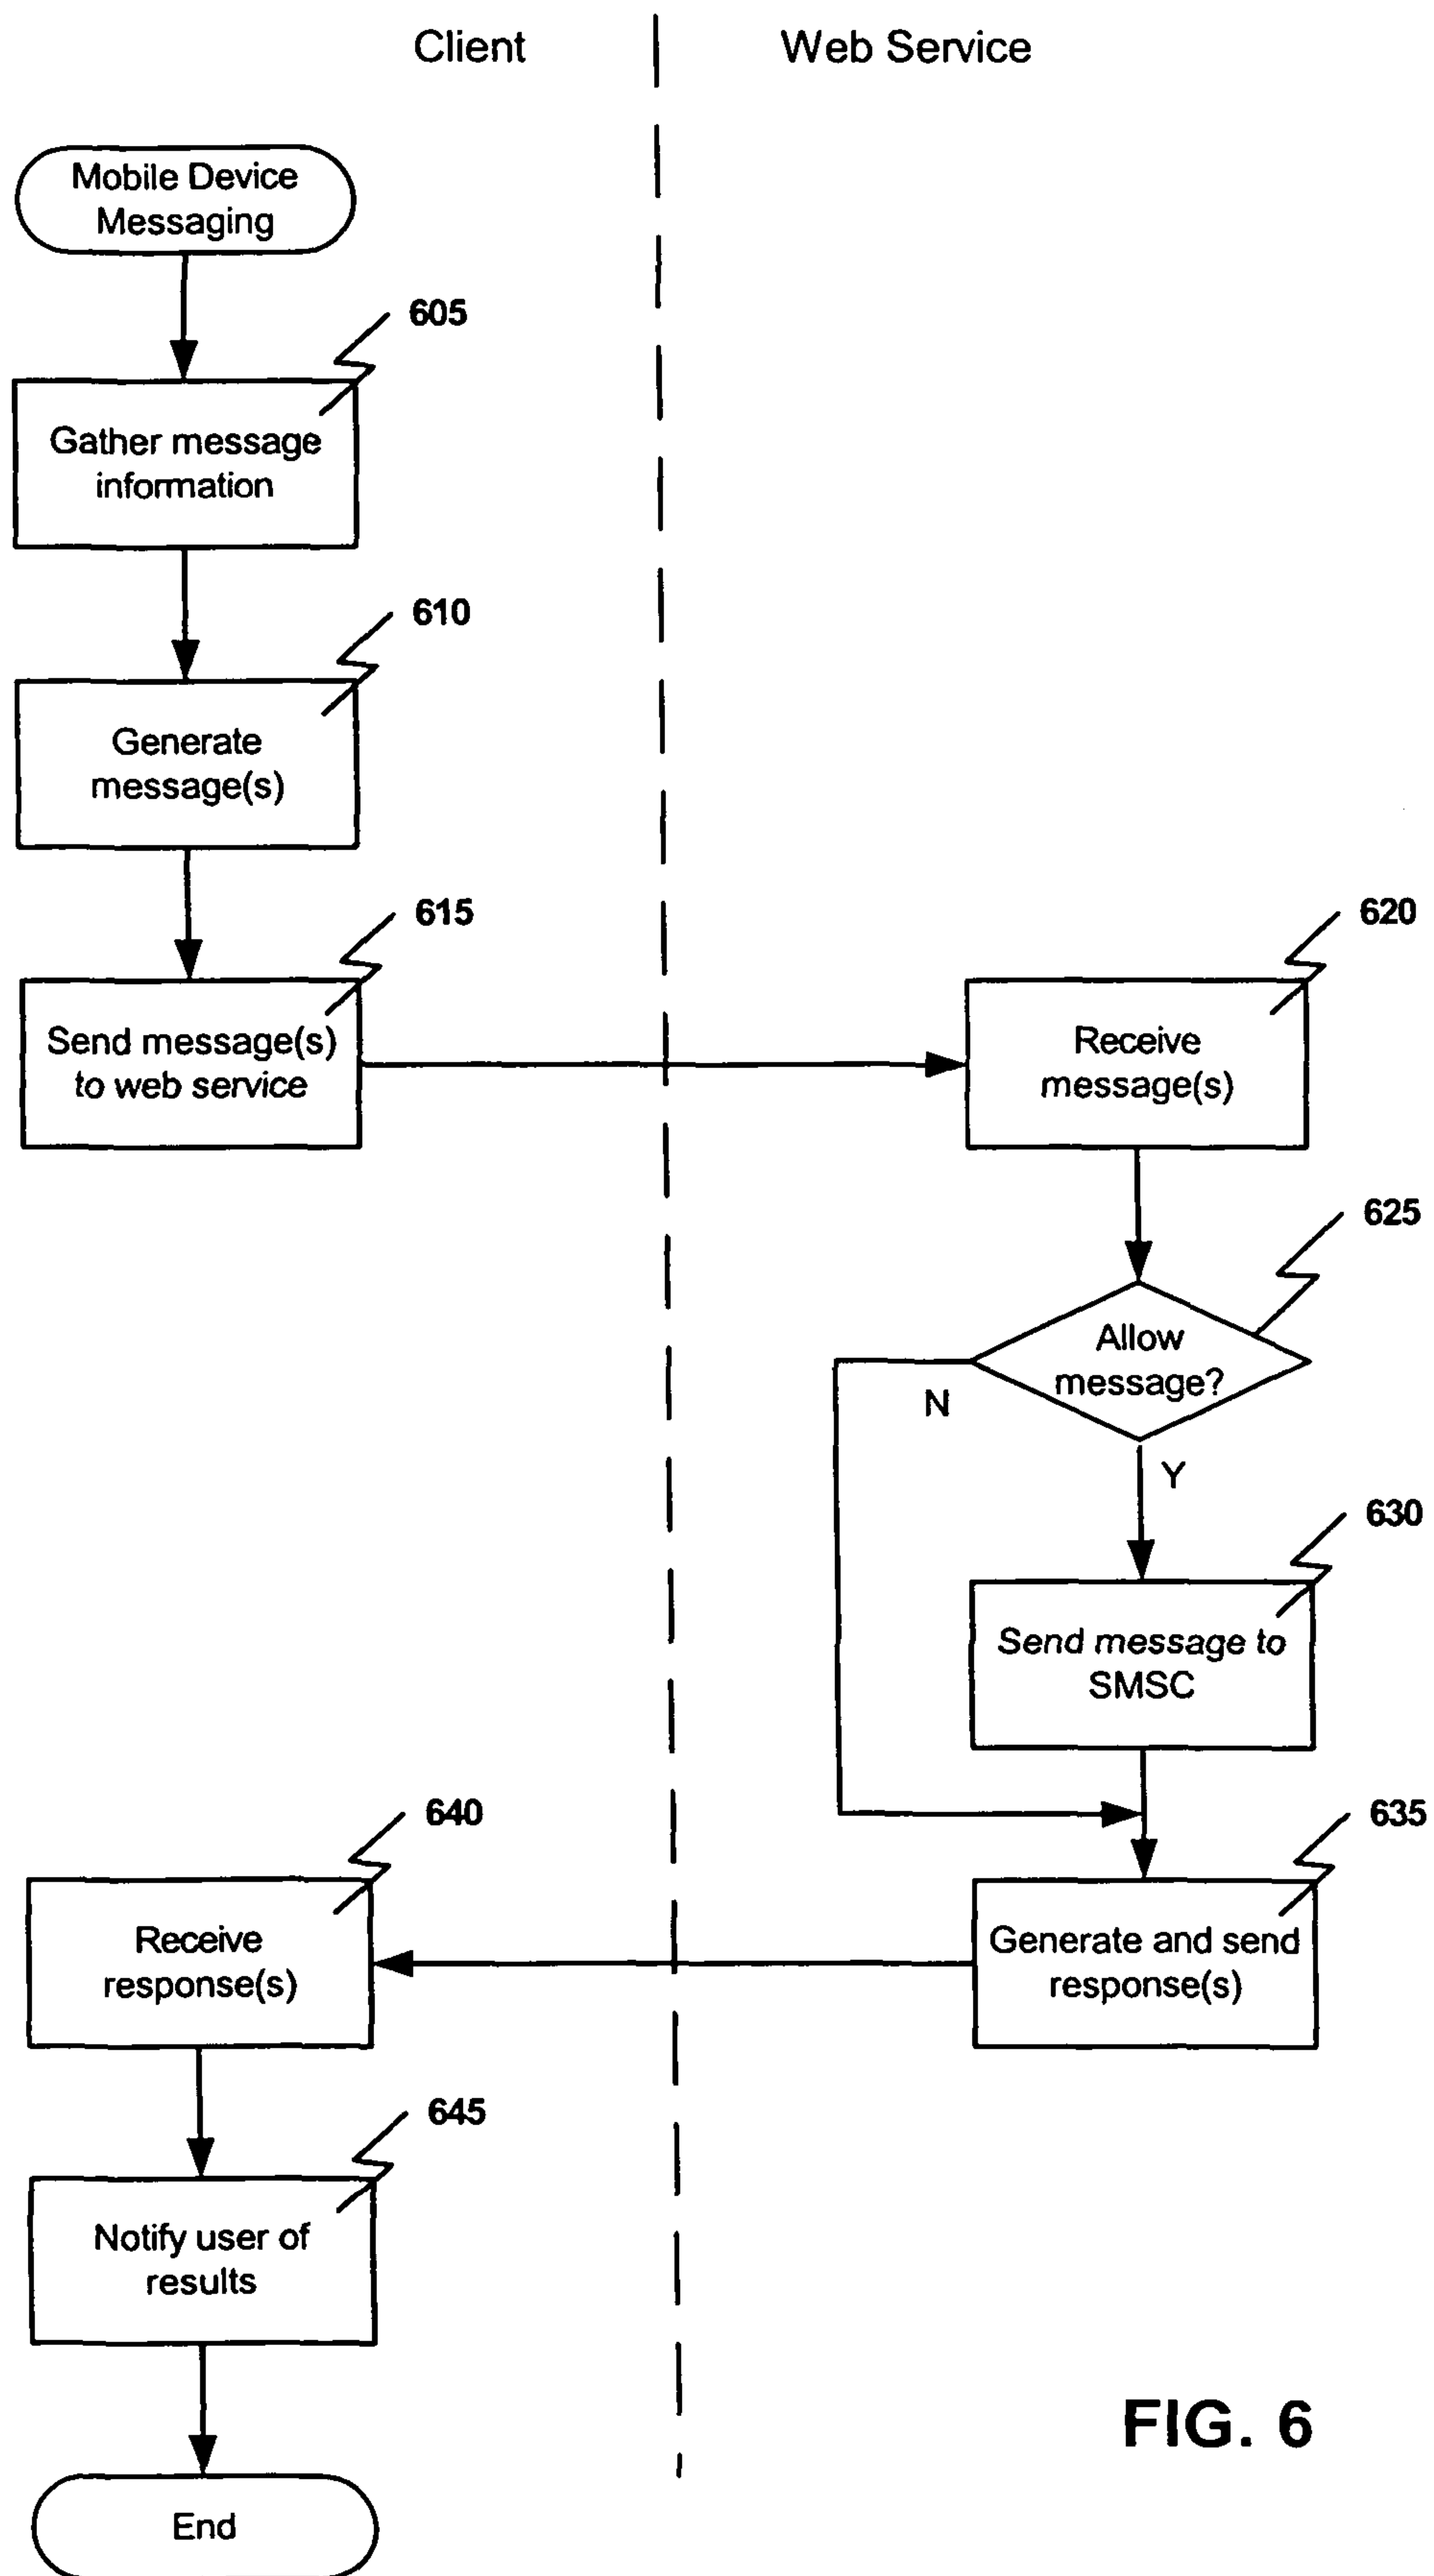 Client
Web Service
Mobile Device
Messaging
605
Gather message
information
610
Generate
message(s)
615
Send message(s)
to web service
620
Receive
message(s)
625
Allow
message?
N
Y
630
Send message to
SMSC
635
Generate and send
response(s)
640
Receive
response(s)
645
Notify user of
results
End
FIG. 6